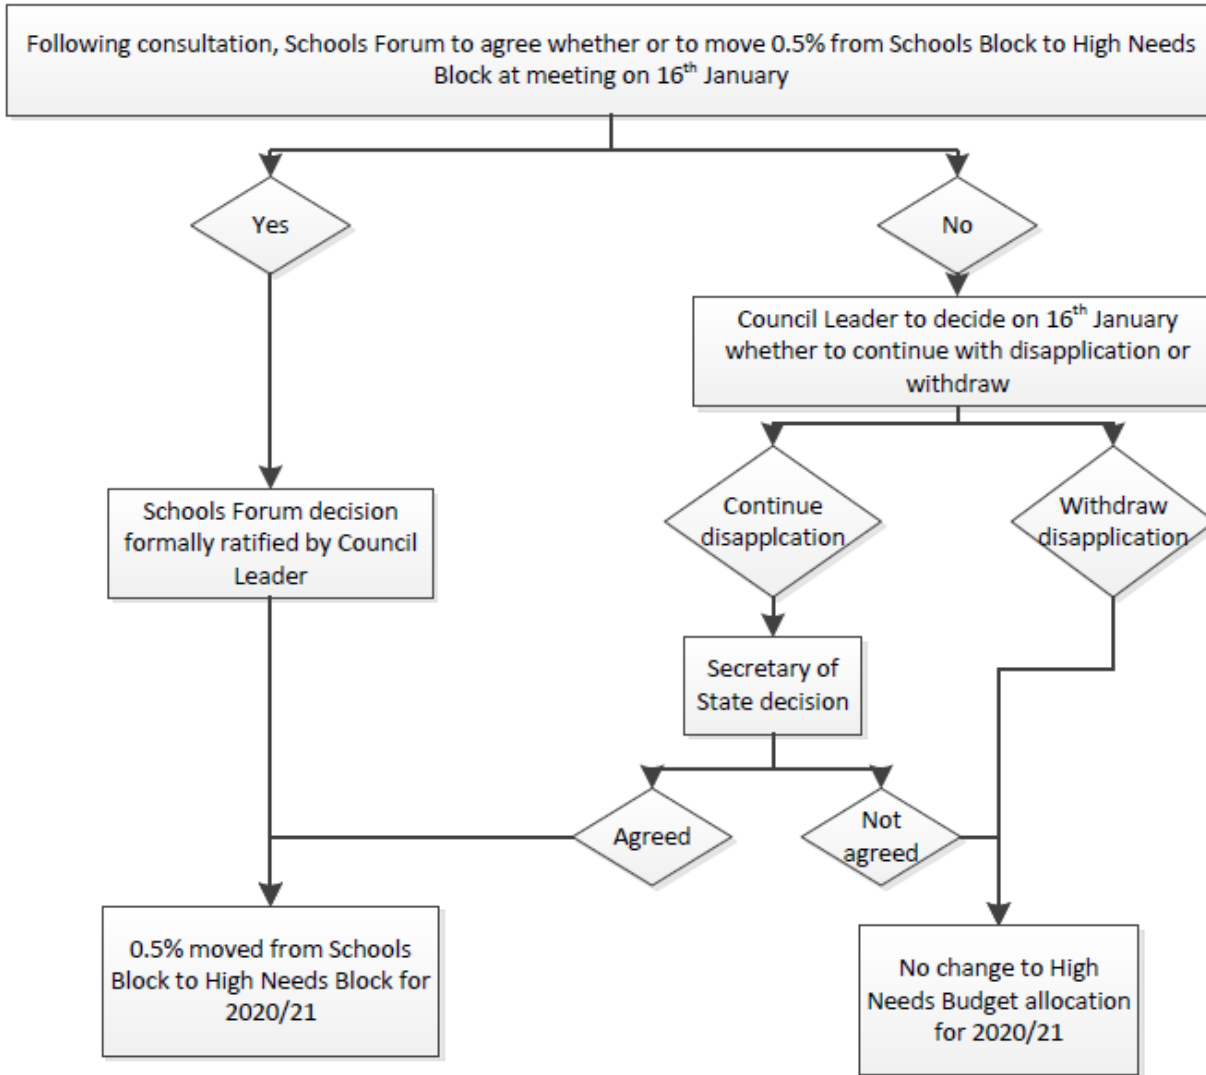 Following consultation, Schools Forum to agree whether or to move 0.5% from Schools Block to High Needs
Block at meeting on 16th January
Yes
No
Council Leader to decide on 16th January
whether to continue with disapplication or
withdraw
Schools Forum decision
formally ratified by Council
Leader
Continue
disapplcation
Withdraw
disapplication
Secretary of
State decision
Agreed
Not
agreed
0.5% moved from Schools
Block to High Needs Block for
2020/21
No change to High
Needs Budget allocation
for 2020/21